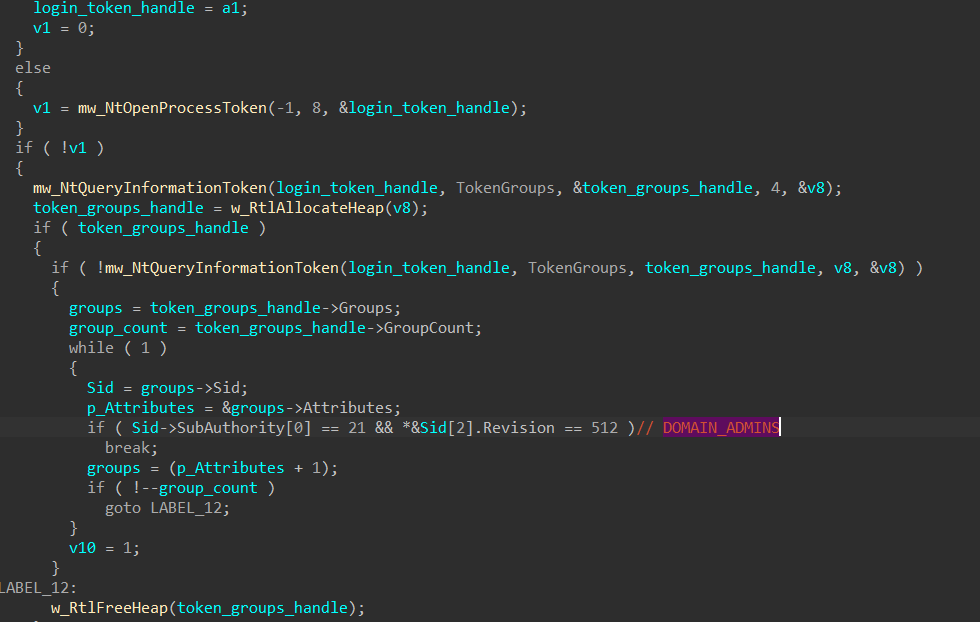 login_token_handle = a1;
v1 = 0;
}
else
{
v1 = mw_NtOpenProcessToken(-1, 8, &login_token_handle);
}
if ( !v1 )
{
mw_NtQueryInformationToken(login_token_handle, TokenGroups, &token_groups_handle, 4, &v8);
token_groups_handle = w_RtlAllocateHeap(v8);
if ( token_groups_handle )
{
if ( !mw_NtQueryInformationToken(login_token_handle, TokenGroups, token_groups_handle, v8, &v8) )
{
groups = token_groups_handle->Groups;
group_count = token_groups_handle->GroupCount;
while ( 1 )
{
Sid = groups->Sid;
p_Attributes = &groups->Attributes;
if ( Sid->SubAuthority[0] == 21 && *&Sid[2].Revision == 512 )// DOMAIN_ADMINS
break;
groups = (p_Attributes + 1);
if ( !--group_count )
goto LABEL_12;
}
v10 = 1;
}
LABEL_12:
w_RtlFreeHeap(token_groups_handle);